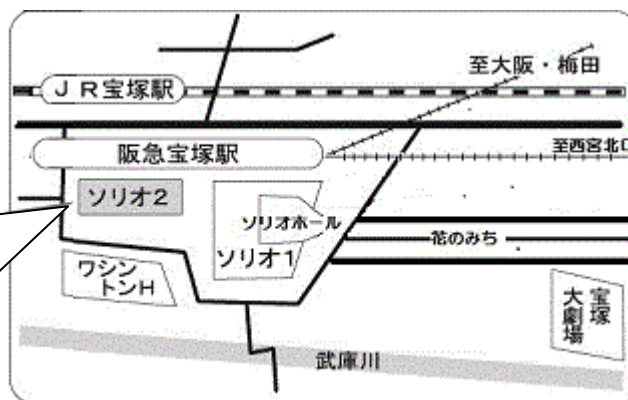 至大阪・梅田
JR宝塚駅
阪急宝塚駅
至西宮北口
ソリオ2
ソリオホール
ソリオ1
花のみち
ワシン
トンH
宝塚
大劇場
武庫川